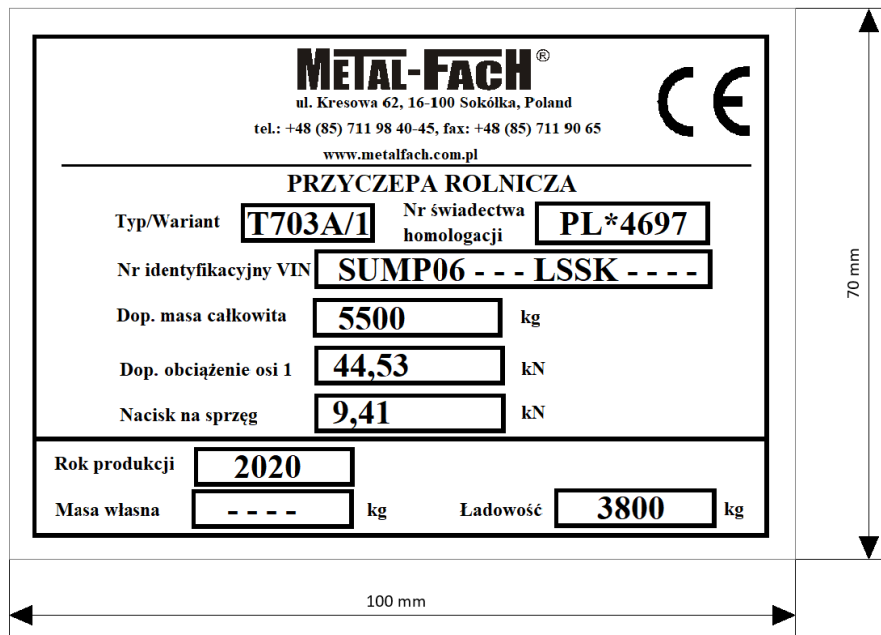 METAL-FACH®
ul. Kresowa 62, 16-100 Sokółka, Poland
tel.: +48 (85) 711 98 40-45, fax: +48 (85) 711 90 65
www.metalfach.com.pl
CE
PRZYCZEPA ROLNICZA
Typ/Wariant T703A/1 Nr świadectwa homologacji PL*4697
Nr identyfikacyjny VIN SUMP06 - - - LSSK - - - -
Dop. masa całkowita 5500 kg
Dop. obciążenie osi 1 44,53 kN
Nacisk na sprzęg 9,41 kN
Rok produkcji 2020
Masa własna - - - - kg Ładowość 3800 kg
70 mm
100 mm